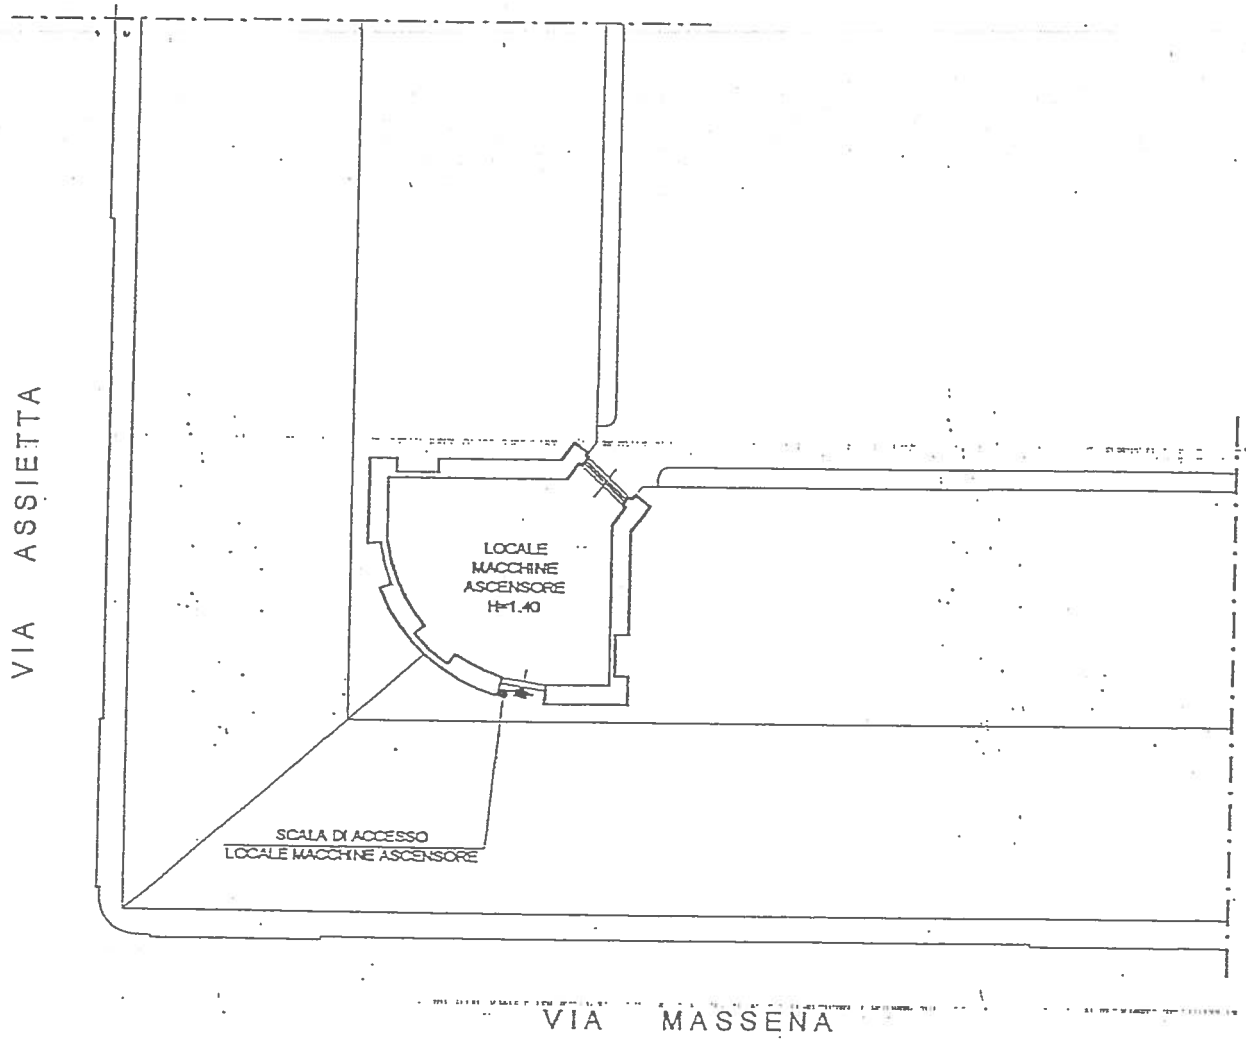 VIA ASSIETTA
LOCALE
MACCHINE
ASCENSORE
H=1.40
SCALA DI ACCESSO
LOCALE MACCHINE ASCENSORE
VIA MASSENA